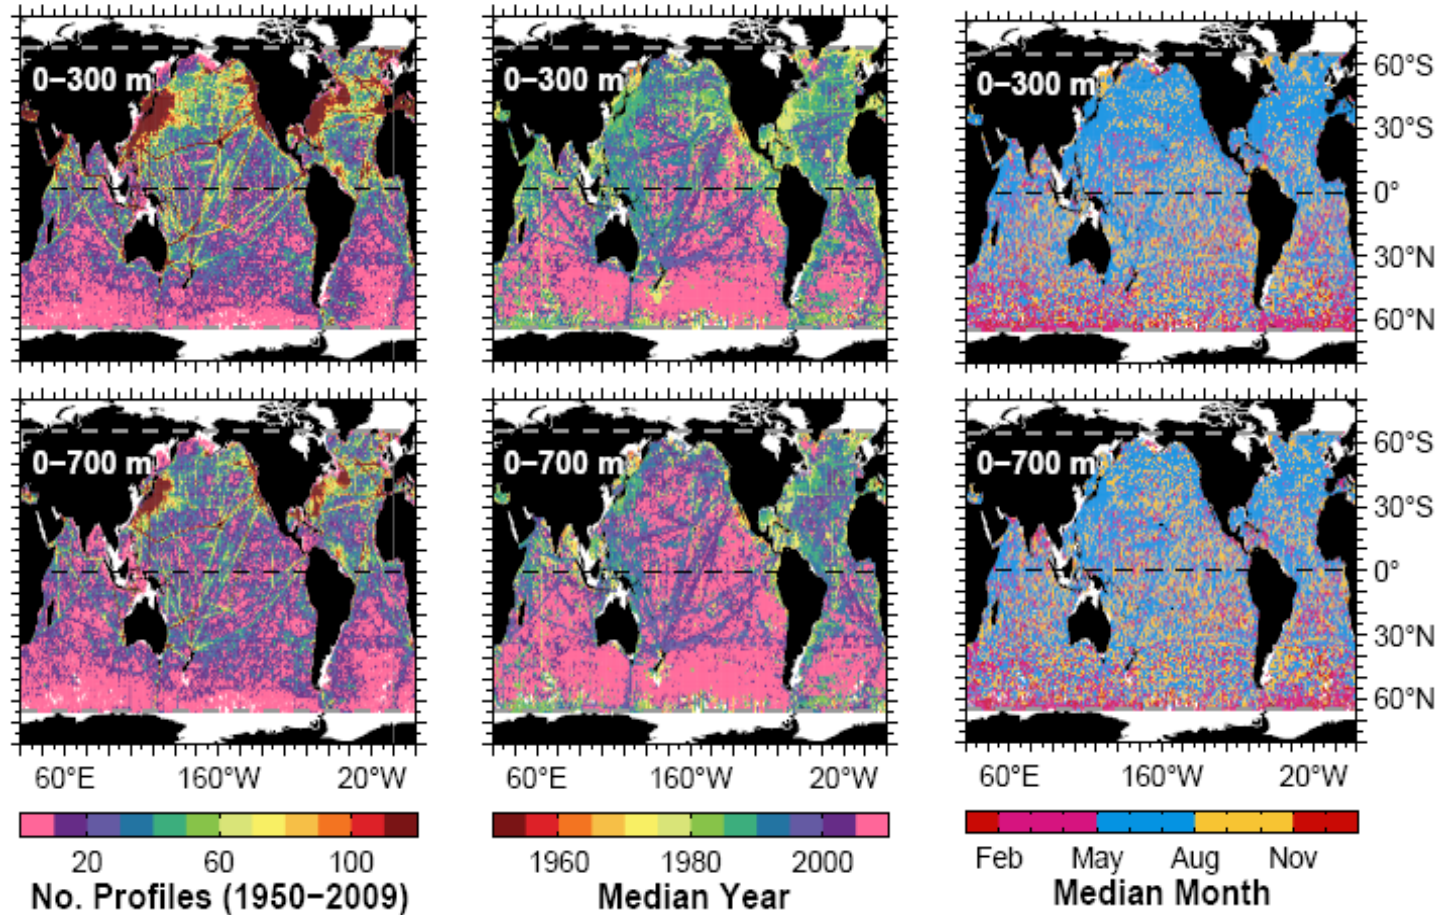 0–300 m
0–300 m
0–300 m
60°S
30°S
0°
30°N
60°N
0–700 m
0–700 m
0–700 m
60°S
30°S
0°
30°N
60°N
60°E 160°W 20°W
60°E 160°W 20°W
60°E 160°W 20°W
20 60 100
No. Profiles (1950–2009)
1960 1980 2000
Median Year
Feb May Aug Nov
Median Month